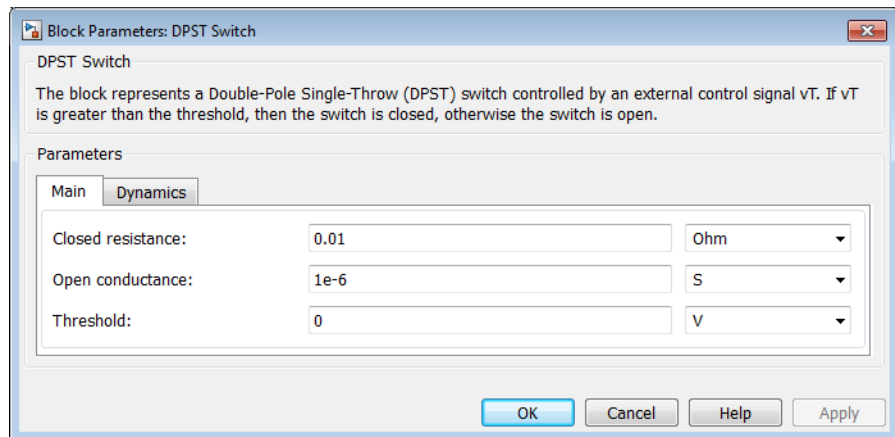 Block Parameters: DPST Switch
DPST Switch
The block represents a Double-Pole Single-Throw (DPST) switch controlled by an external control signal vT. If vT
is greater than the threshold, then the switch is closed, otherwise the switch is open.
Parameters
Main Dynamics
Closed resistance: 0.01 Ohm
Open conductance: 1e-6 S
Threshold: 0 V
OK Cancel Help Apply